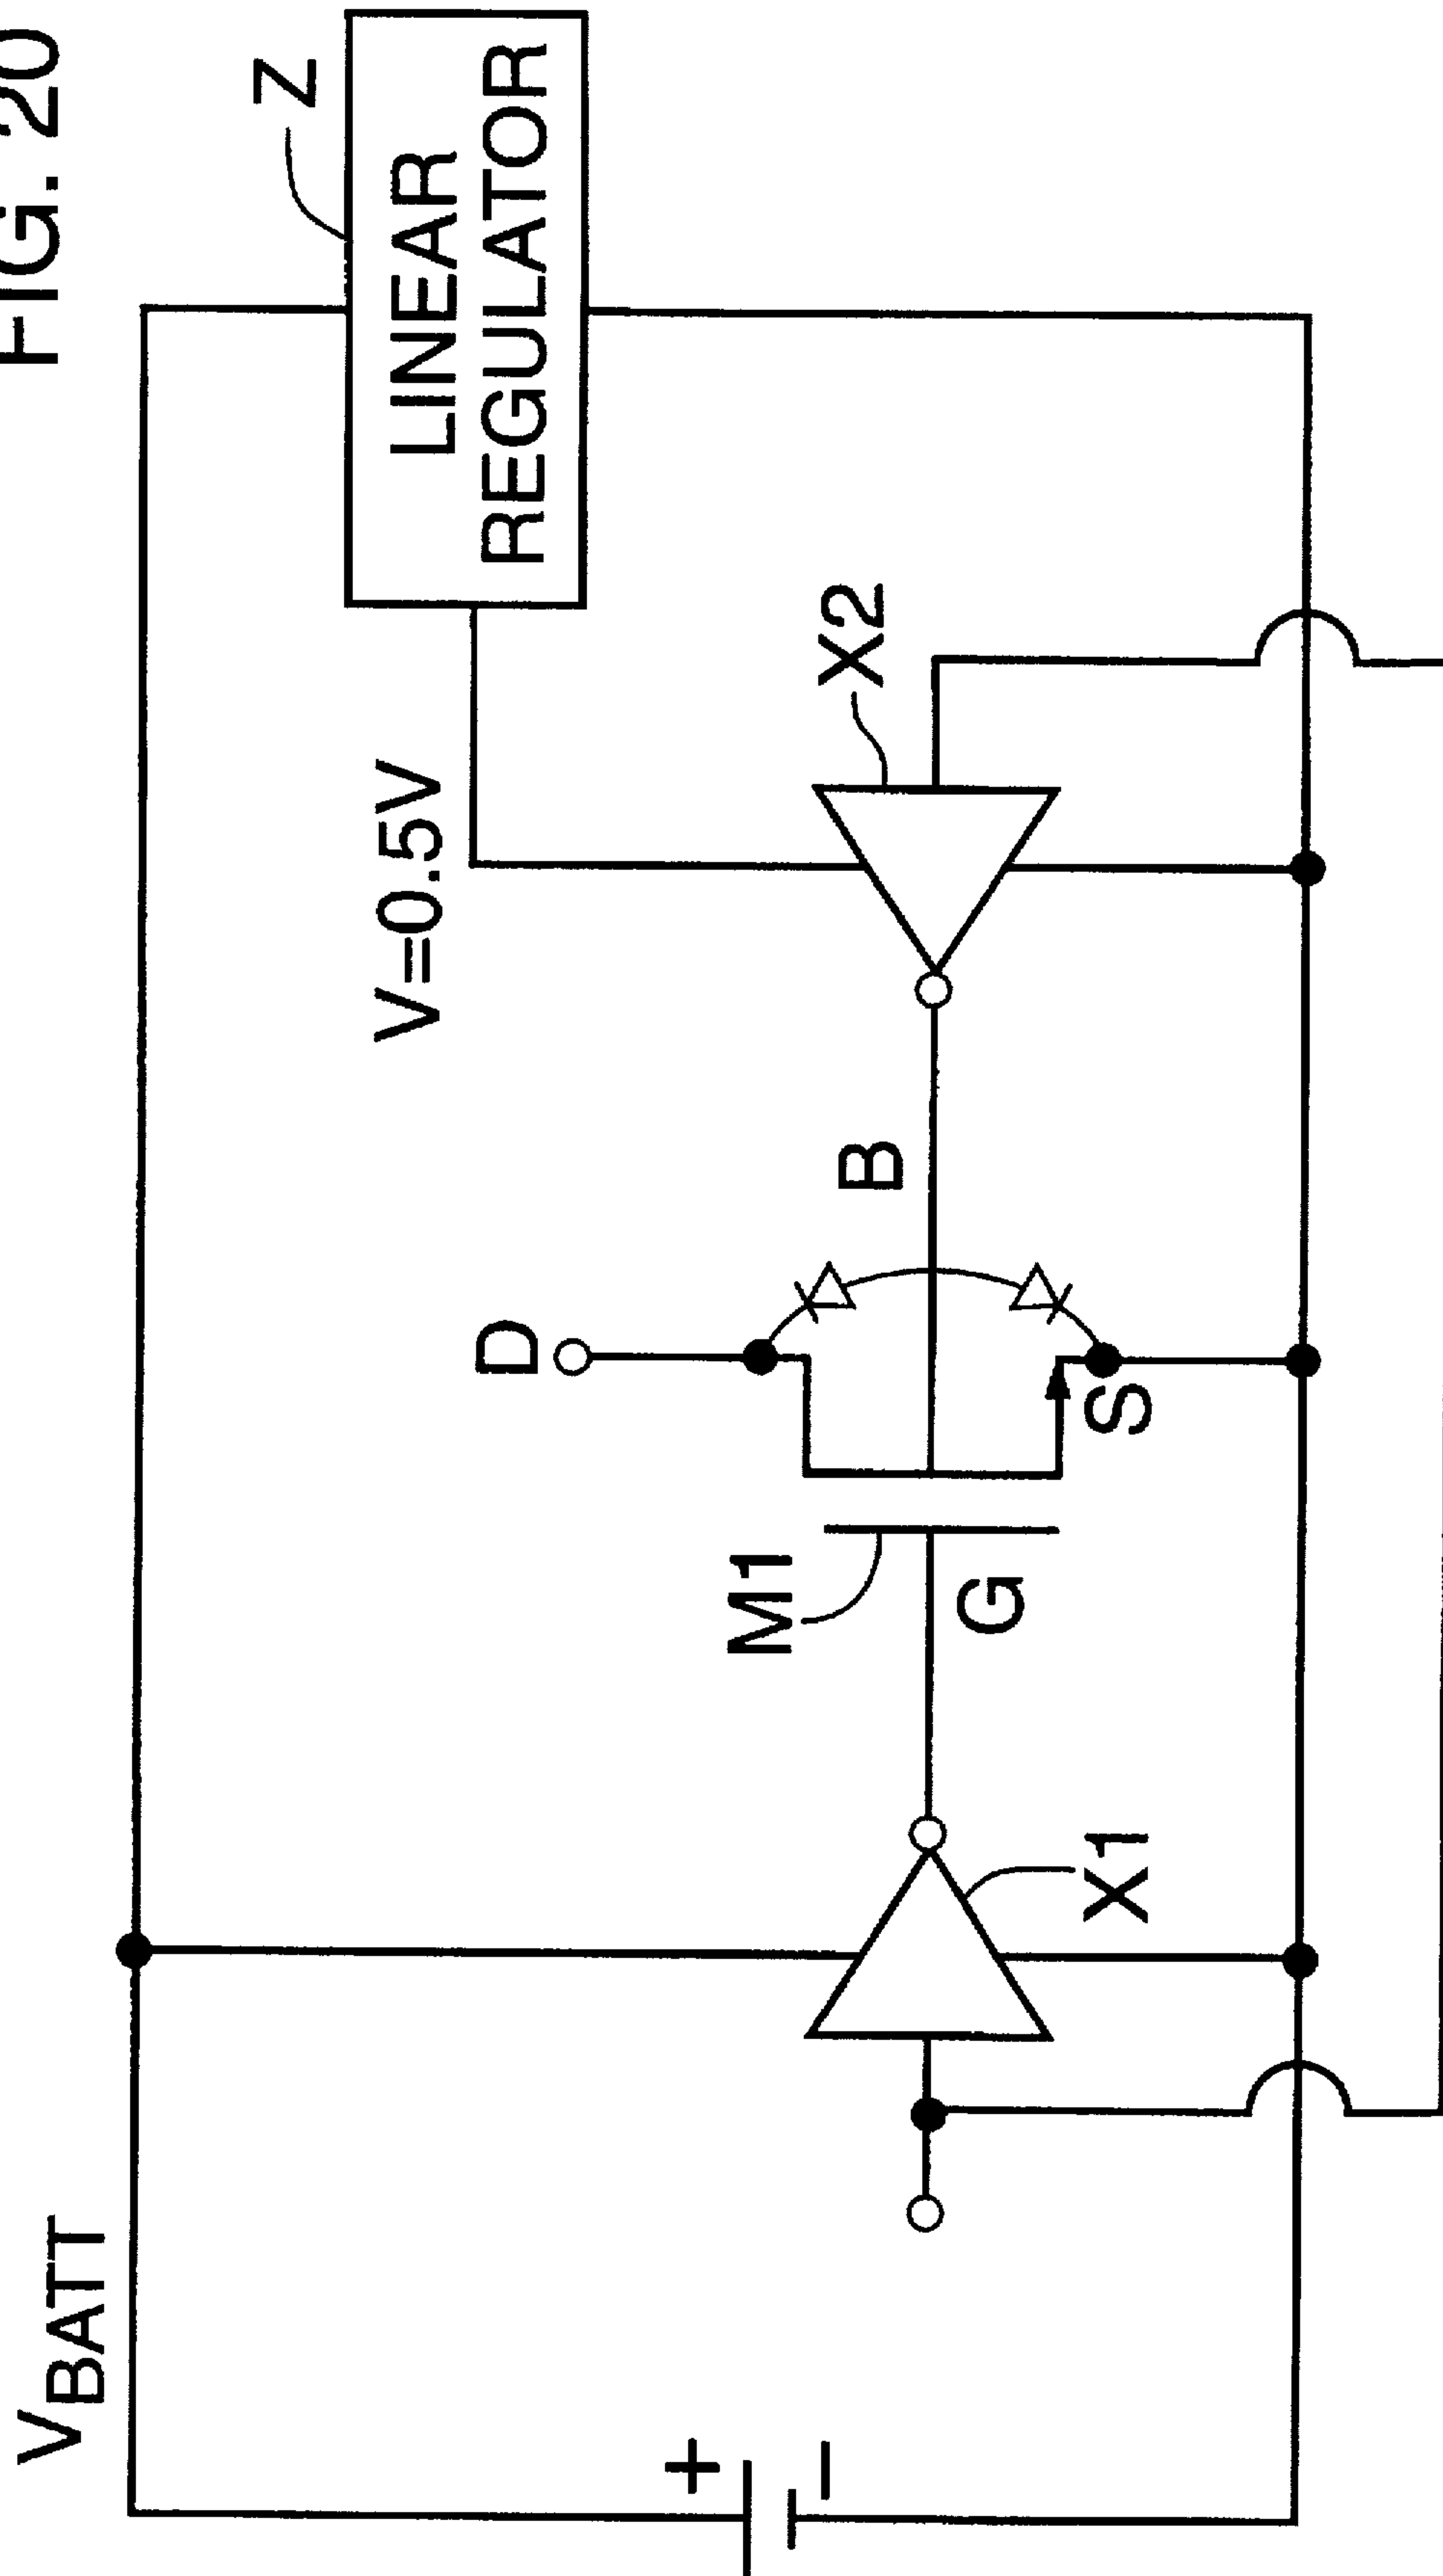 FIG. 20
VBATT
+
−
Z
LINEAR
REGULATOR
V=0.5V
X2
D
B
M1
S
G
X1